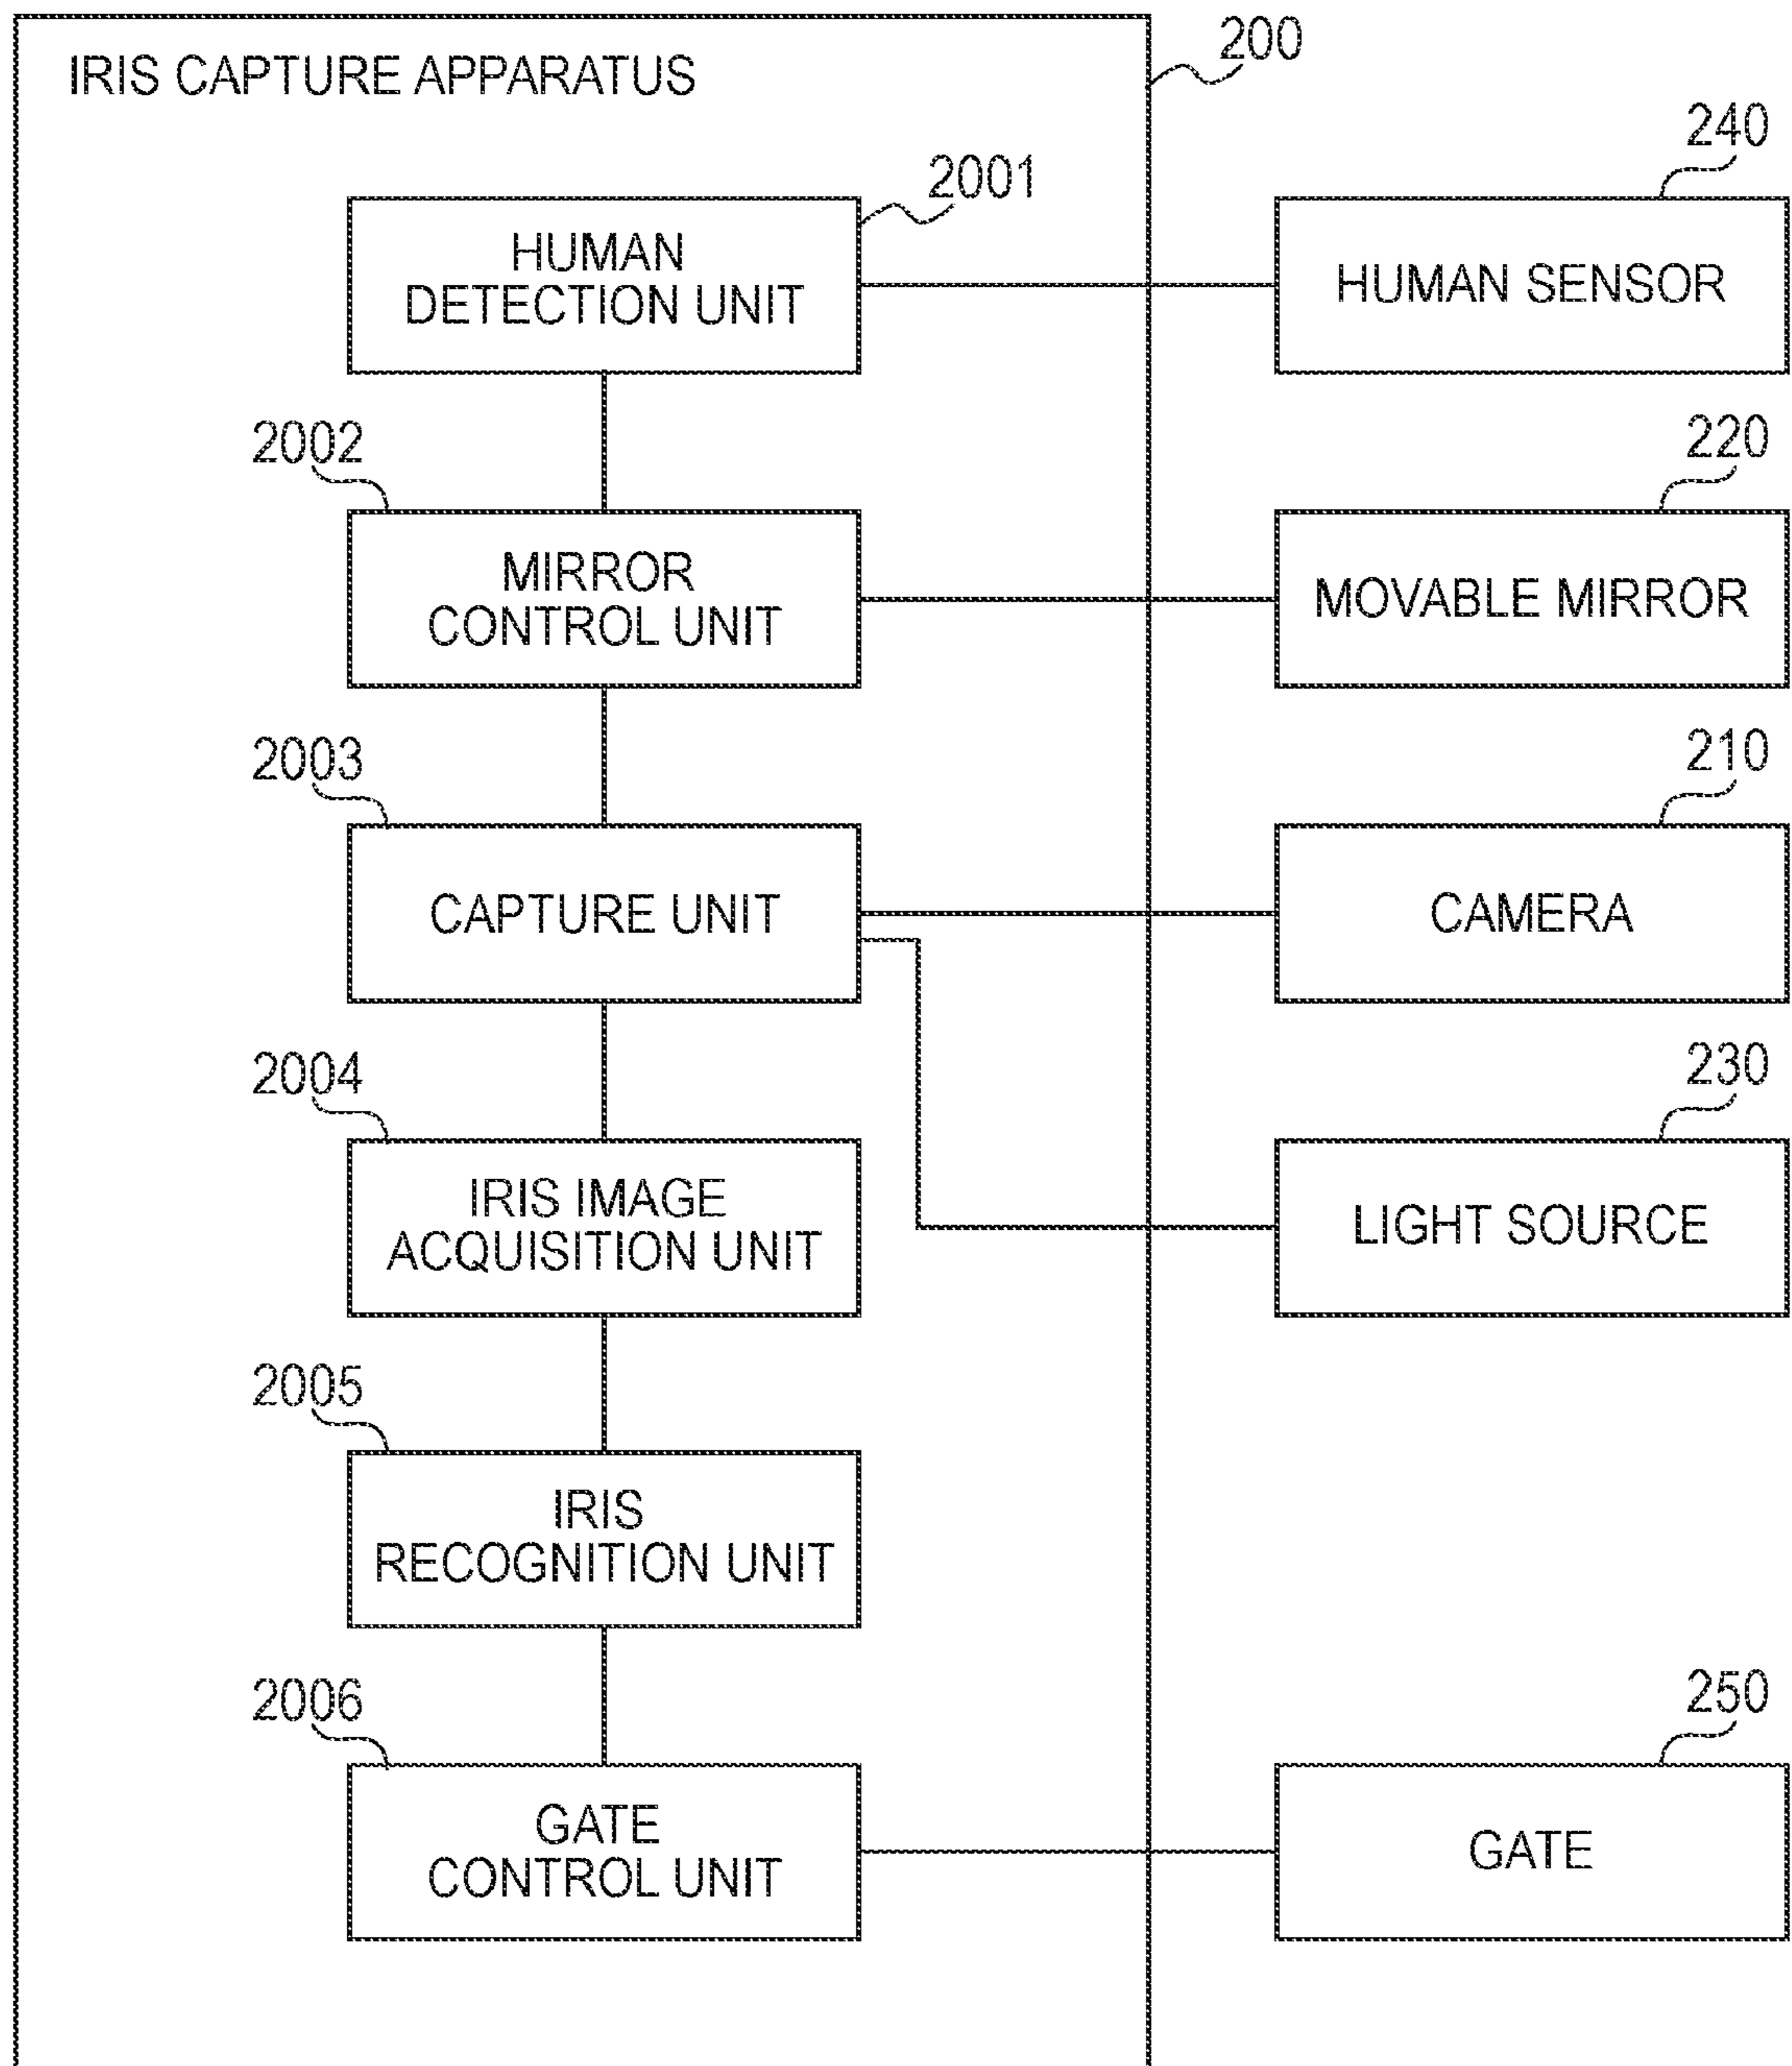 200
IRIS CAPTURE APPARATUS
240
2001
HUMAN
DETECTION UNIT
HUMAN SENSOR
2002
220
MIRROR
CONTROL UNIT
MOVABLE MIRROR
2003
210
CAPTURE UNIT
CAMERA
2004
230
IRIS IMAGE
ACQUISITION UNIT
LIGHT SOURCE
2005
IRIS
RECOGNITION UNIT
2006
250
GATE
CONTROL UNIT
GATE